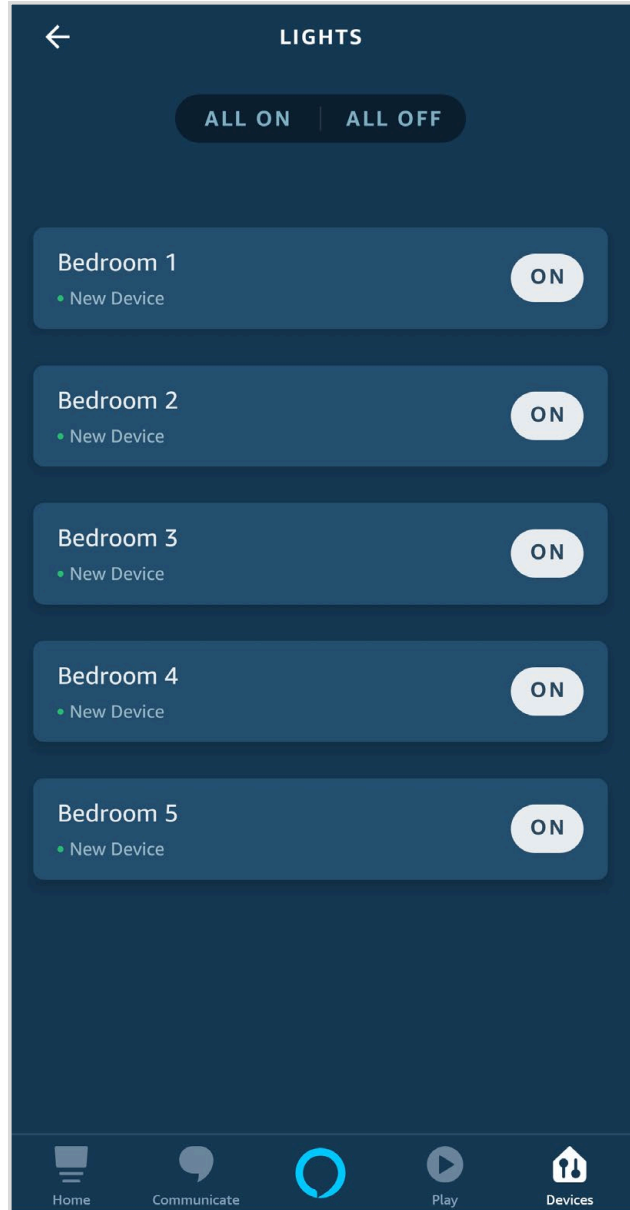 LIGHTS
ALL ON | ALL OFF
Bedroom 1
ON
• New Device
Bedroom 2
ON
• New Device
Bedroom 3
ON
• New Device
Bedroom 4
ON
• New Device
Bedroom 5
ON
• New Device
Home Communicate Play Devices